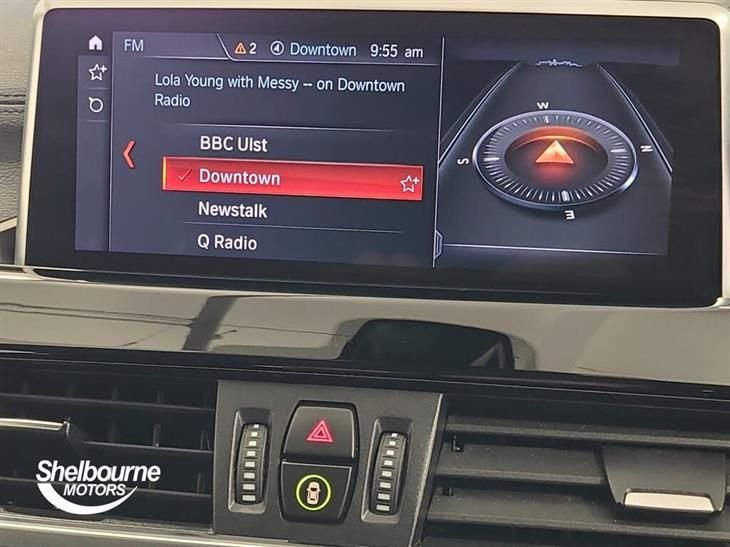 FM
2
Downtown
9:55 am
Lola Young with Messy -- on Downtown
Radio
BBC Ulst
Downtown
Newstalk
Q Radio
W
S
N
E
Shelbourne
MOTORS